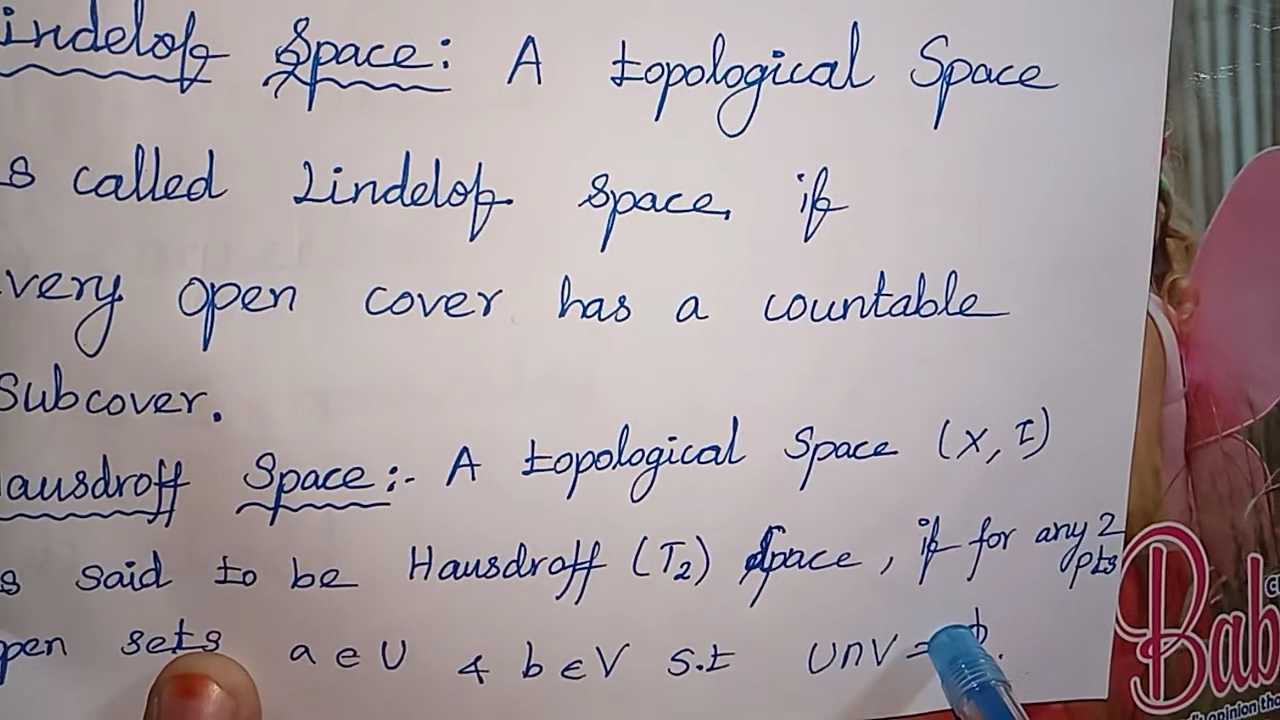 indelof Space: A topological Space
s called Lindelof space, if
very open cover has a countable
Subcover.
ausdroff Space:- A topological Space (X, τ)
s said to be Hausdroff (T₂) space, if for any 2 pts
pen sets a ∈ U & b ∈ V s.t U∩V = ϕ.
Bab